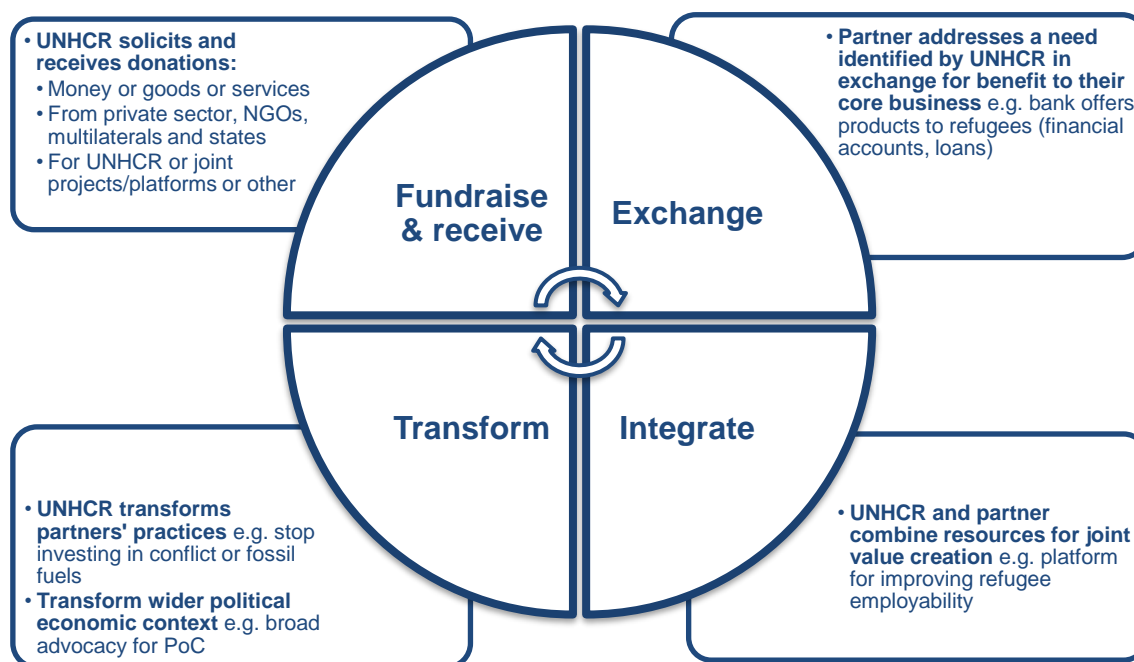 • UNHCR solicits and
receives donations:
• Money or goods or services
• From private sector, NGOs,
multilaterals and states
• For UNHCR or joint
projects/platforms or other
• Partner addresses a need
identified by UNHCR in
exchange for benefit to their
core business e.g. bank offers
products to refugees (financial
accounts, loans)
Fundraise
& receive
Exchange
Transform
Integrate
• UNHCR transforms
partners' practices e.g. stop
investing in conflict or fossil
fuels
• Transform wider political
economic context e.g. broad
advocacy for PoC
• UNHCR and partner
combine resources for joint
value creation e.g. platform
for improving refugee
employability